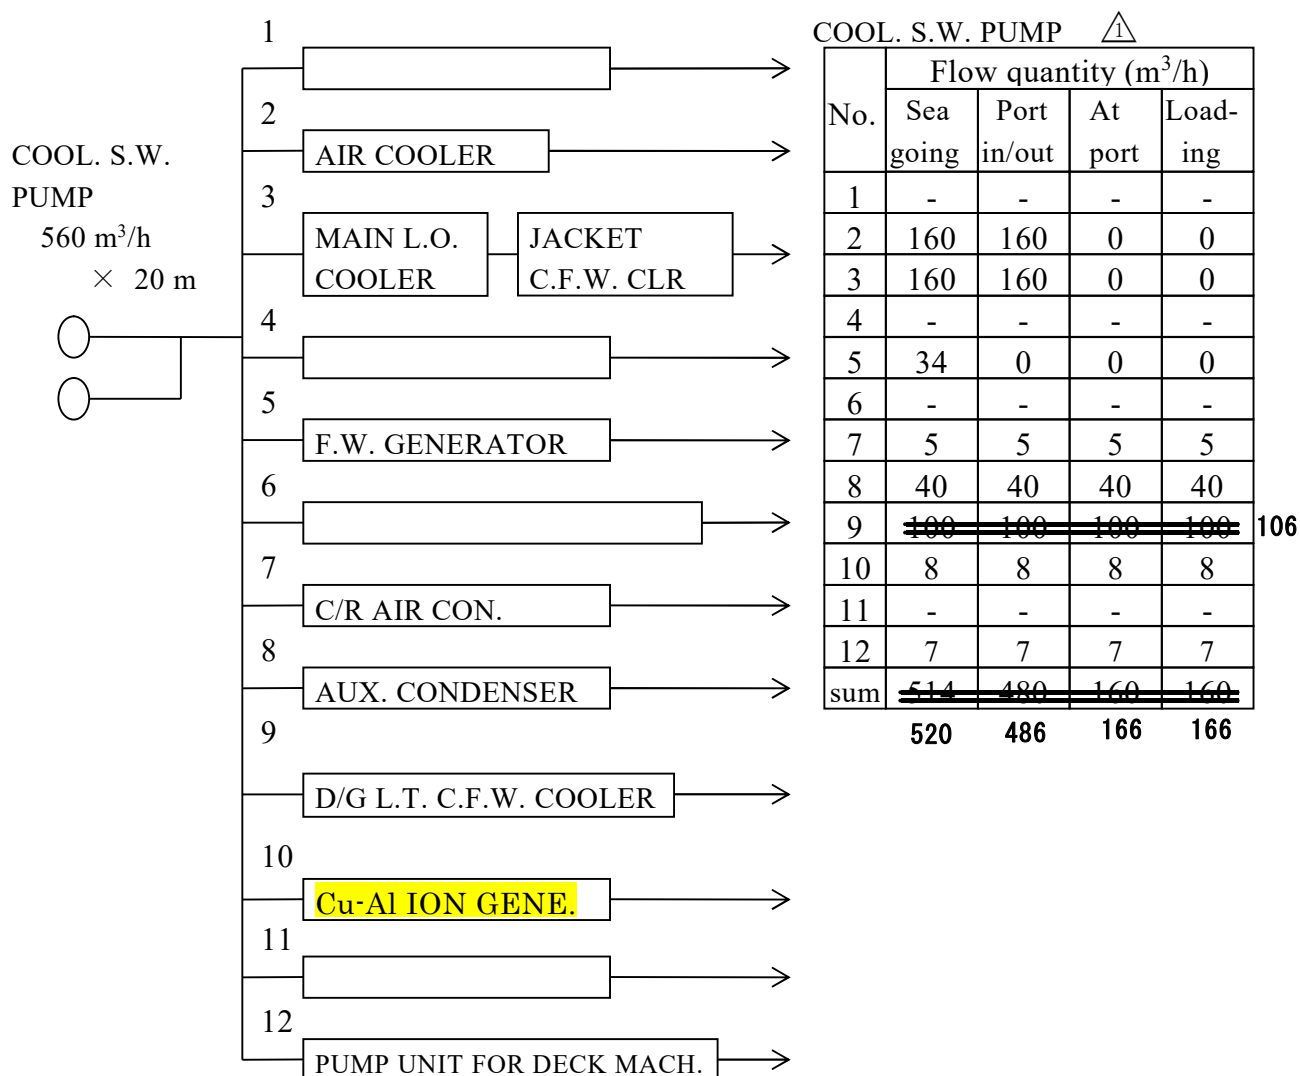 COOL. S.W.
PUMP
560 m³/h
× 20 m
1
2
AIR COOLER
3
MAIN L.O.
COOLER
JACKET
C.F.W. CLR
4
5
F.W. GENERATOR
6
7
C/R AIR CON.
8
AUX. CONDENSER
9
D/G L.T. C.F.W. COOLER
10
Cu-Al ION GENE.
11
12
PUMP UNIT FOR DECK MACH.
COOL. S.W. PUMP 1
Flow quantity (m³/h)
No. Sea going Port in/out At port Load-ing
1 - - - -
2 160 160 0 0
3 160 160 0 0
4 - - - -
5 34 0 0 0
6 - - - -
7 5 5 5 5
8 40 40 40 40
9 100 100 100 100 106
10 8 8 8 8
11 - - - -
12 7 7 7 7
sum 514 480 160 160
520 486 166 166